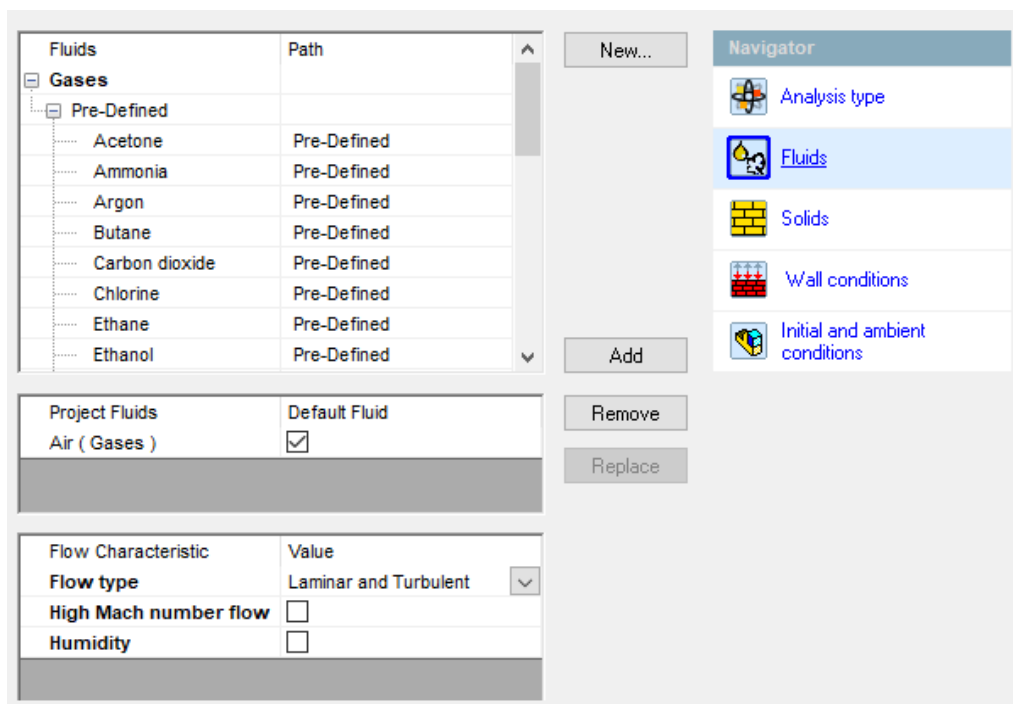 Fluids Path
Gases
Pre-Defined
Acetone Pre-Defined
Ammonia Pre-Defined
Argon Pre-Defined
Butane Pre-Defined
Carbon dioxide Pre-Defined
Chlorine Pre-Defined
Ethane Pre-Defined
Ethanol Pre-Defined
New...
Add
Project Fluids Default Fluid
Air ( Gases )
Remove
Replace
Flow Characteristic Value
Flow type Laminar and Turbulent
High Mach number flow
Humidity
Navigator
Analysis type
Fluids
Solids
Wall conditions
Initial and ambient
conditions